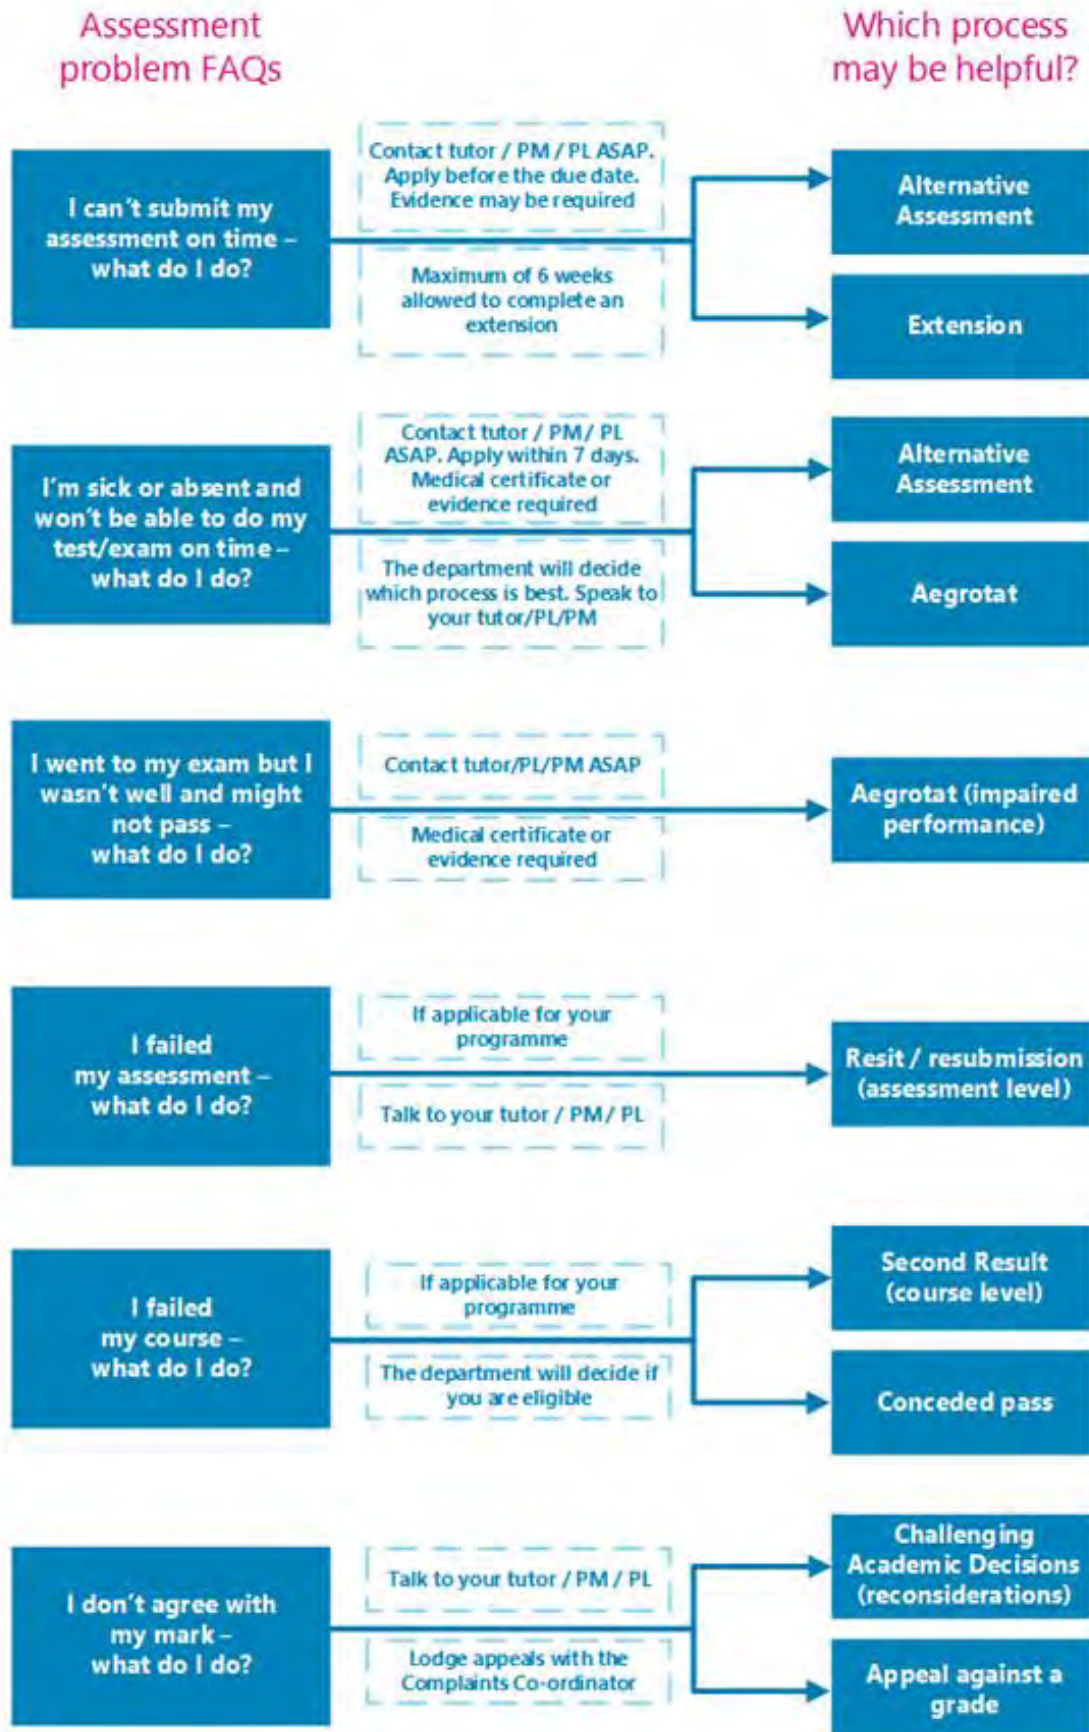 Assessment
problem FAQs
Which process
may be helpful?
I can't submit my
assessment on time –
what do I do?
Contact tutor / PM / PL ASAP.
Apply before the due date.
Evidence may be required
Maximum of 6 weeks
allowed to complete an
extension
Alternative
Assessment
Extension
I'm sick or absent and
won't be able to do my
test/exam on time –
what do I do?
Contact tutor / PM / PL
ASAP. Apply within 7 days.
Medical certificate or
evidence required
The department will decide
which process is best. Speak to
your tutor/PL/PM
Alternative
Assessment
Aegrotat
I went to my exam but I
wasn't well and might
not pass –
what do I do?
Contact tutor/PL/PM ASAP
Medical certificate or
evidence required
Aegrotat (impaired
performance)
I failed
my assessment –
what do I do?
If applicable for your
programme
Talk to your tutor / PM / PL
Resit / resubmission
(assessment level)
I failed
my course –
what do I do?
If applicable for your
programme
The department will decide if
you are eligible
Second Result
(course level)
Conceded pass
I don't agree with
my mark –
what do I do?
Talk to your tutor / PM / PL
Lodge appeals with the
Complaints Co-ordinator
Challenging
Academic Decisions
(reconsiderations)
Appeal against a
grade